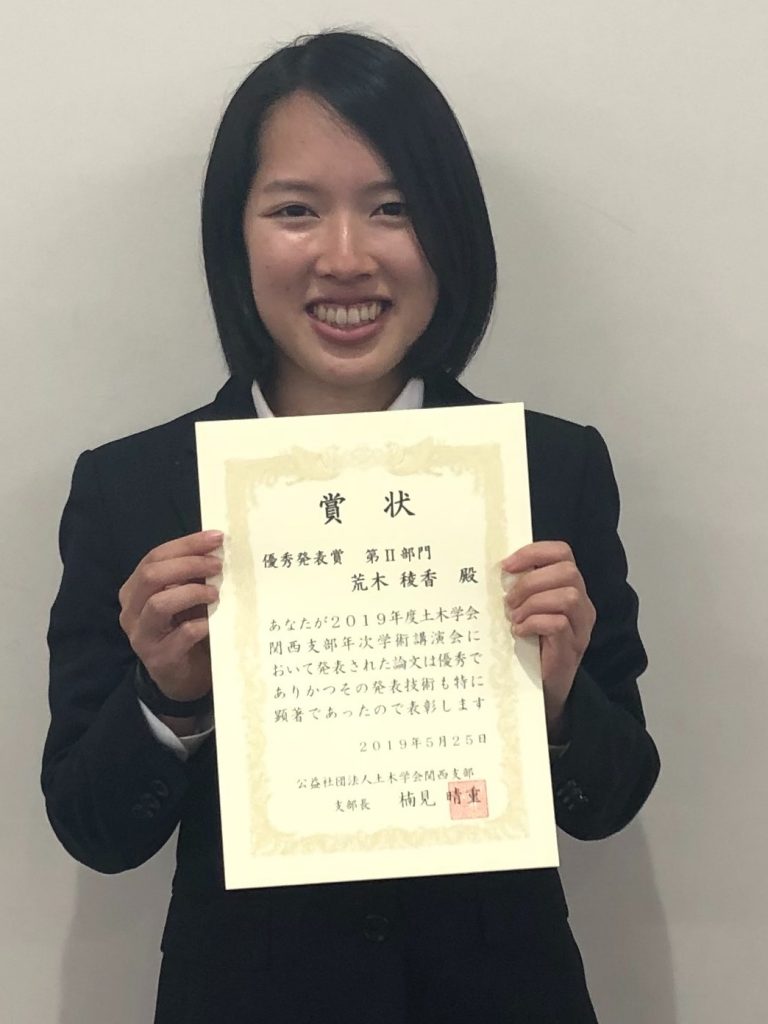 賞状
優秀発表賞 第Ⅱ部門
荒木 稜香 殿
あなたが2019年度土木学会
関西支部年次学術講演会に
おいて発表された論文は優秀で
ありかつその発表技術も特に
顕著であったので表彰します
2019年5月25日
公益社団法人土木学会関西支部
支部長 楠見 晴重